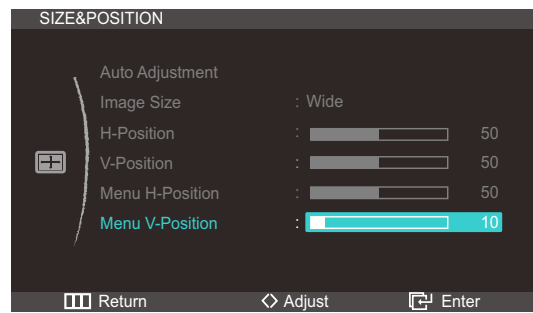 SIZE&POSITION
Auto Adjustment
Image Size : Wide
H-Position : 50
V-Position : 50
Menu H-Position : 50
Menu V-Position : 10
Return Adjust Enter